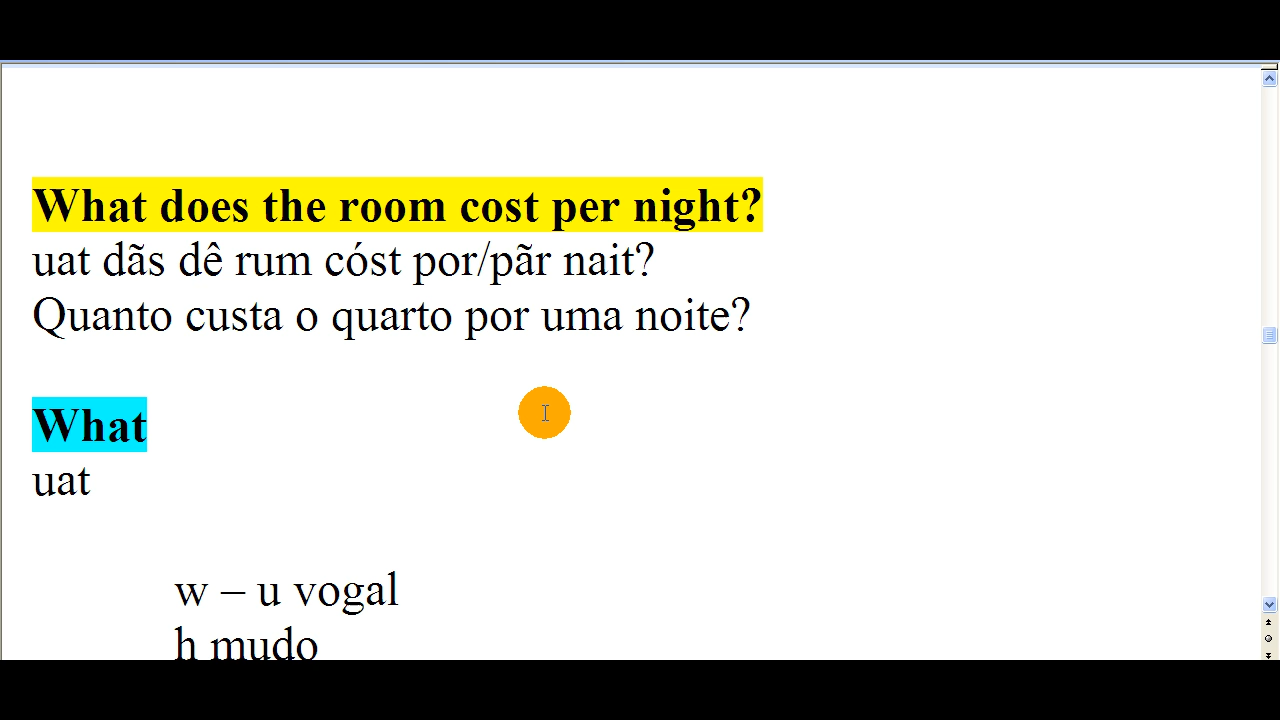 What does the room cost per night?
uat dãs dê rum cóst por/pãr nait?
Quanto custa o quarto por uma noite?
What
uat
w – u vogal
h mudo